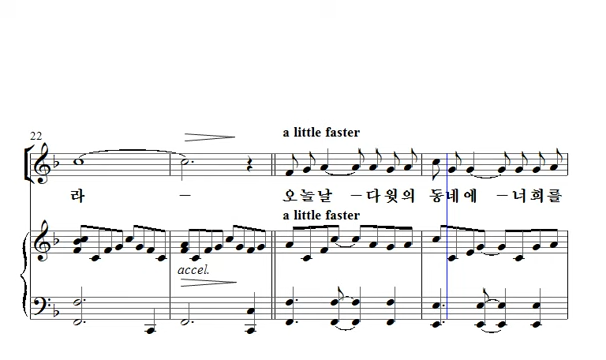 a little faster
22
라 - 오늘날 - 다윗의 동네에 - 너희를
a little faster
accel.